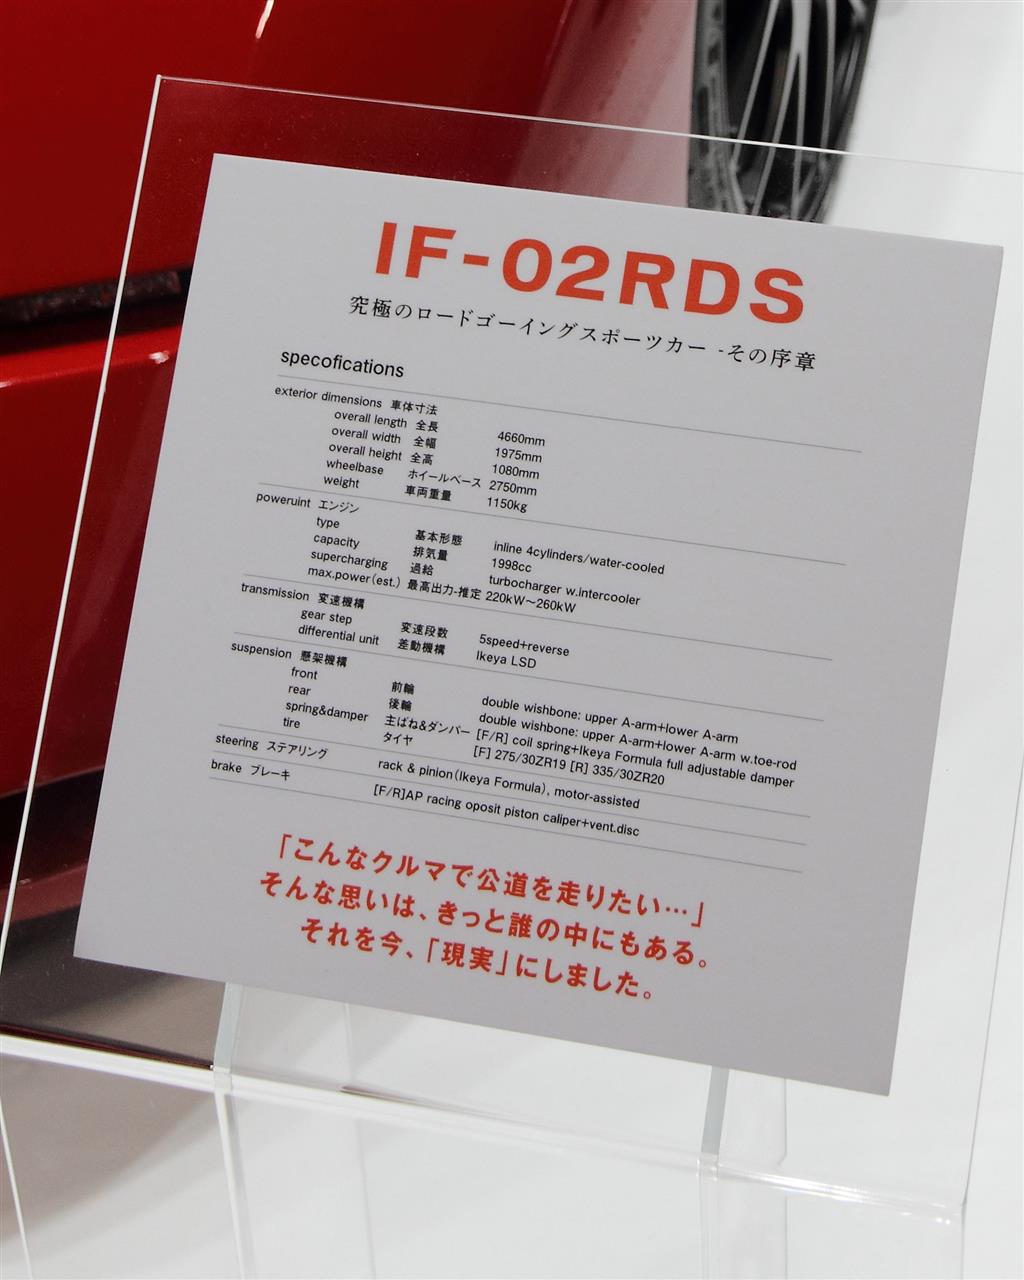 IF-02RDS
究極のロードゴーイングスポーツカー -その序章
specofications
exterior dimensions 車体寸法
overall length 全長 4660mm
overall width 全幅 1975mm
overall height 全高 1080mm
wheelbase ホイールベース 2750mm
weight 車両重量 1150kg
poweruint エンジン
type 基本形態 inline 4cylinders/water-cooled
capacity 排気量 1998cc
supercharging 過給 turbocharger w.intercooler
max.power(est.) 最高出力-推定 220kW〜260kW
transmission 変速機構
gear step 変速段数 5speed+reverse
differential unit 差動機構 Ikeya LSD
suspension 懸架機構
front 前輪 double wishbone: upper A-arm+lower A-arm
rear 後輪 double wishbone: upper A-arm+lower A-arm w.toe-rod
spring&damper 主ばね&ダンパー [F/R] coil spring+Ikeya Formula full adjustable damper
tire タイヤ [F] 275/30ZR19 [R] 335/30ZR20
steering ステアリング rack & pinion(Ikeya Formula), motor-assisted
brake ブレーキ [F/R]AP racing oposit piston caliper+vent.disc
「こんなクルマで公道を走りたい…」
そんな思いは、きっと誰の中にもある。
それを今、「現実」にしました。